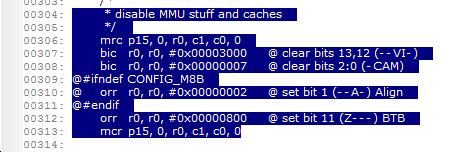 00303: /*
00304: * disable MMU stuff and caches
00305: */
00306: mrc p15, 0, r0, c1, c0, 0
00307: bic r0, r0, #0x00003000 @ clear bits 13,12 (--VI-)
00308: bic r0, r0, #0x00000007 @ clear bits 2:0 (-CAM)
00309: @#ifndef CONFIG_M8B
00310: @ orr r0, r0, #0x00000002 @ set bit 1 (--A-) Align
00311: @#endif
00312: orr r0, r0, #0x00000800 @ set bit 11 (Z---) BTB
00313: mcr p15, 0, r0, c1, c0, 0
00314: